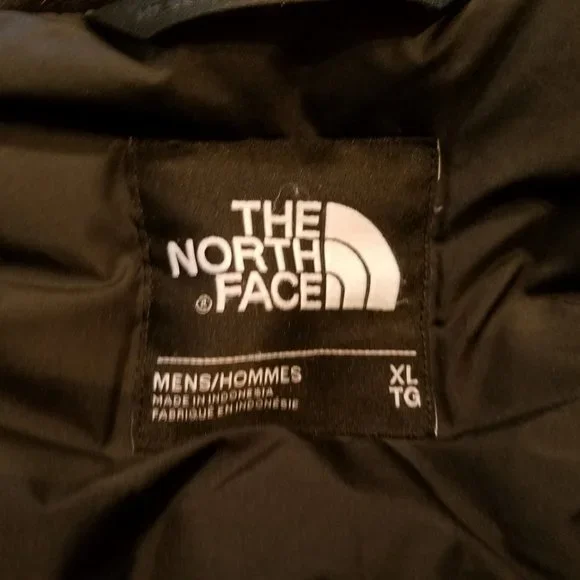 THE
NORTH
® FACE
MENS/HOMMES XL
MADE IN INDONESIA TG
FABRIQUE EN INDONESIE